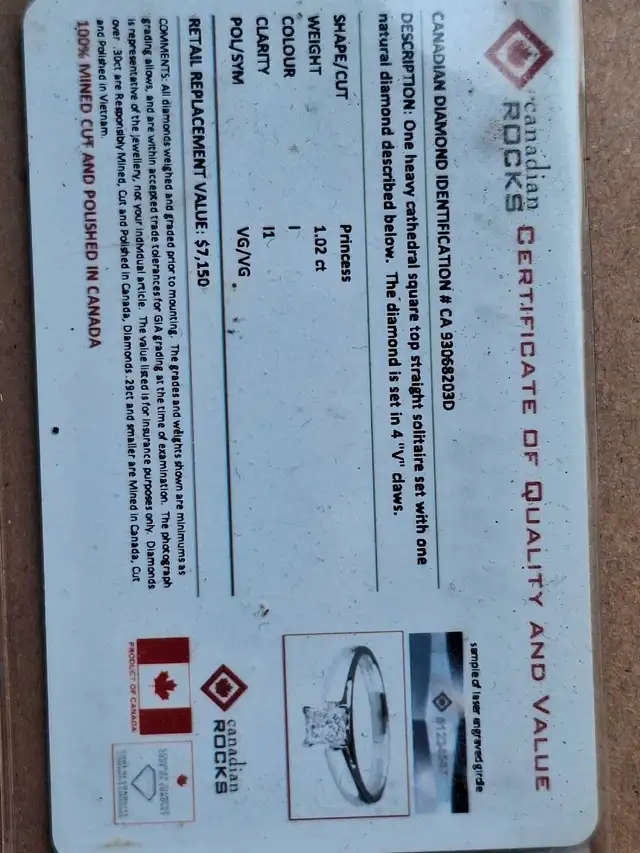 canadian
ROCKS
CERTIFICATE OF QUALITY AND VALUE
CANADIAN DIAMOND IDENTIFICATION # CA 93068203D
DESCRIPTION: One heavy cathedral square top straight solitaire set with one
natural diamond described below. The diamond is set in 4 "V" claws.
SHAPE/CUT Princess
WEIGHT 1.02 ct
COLOUR I
CLARITY I1
POL/SYM VG/VG
RETAIL REPLACEMENT VALUE: $7,150
COMMENTS: All diamonds weighed and graded prior to mounting. The grades and weights shown are minimums as
grading allows, and are within accepted trade tolerances for GIA grading at the time of examination. The photograph
is representative of the jewellery, not your individual article. The value listed is for insurance purposes only. Diamonds
over .30ct are Responsibly Mined, Cut and Polished in Canada, Diamonds .29ct and smaller are Mined in Canada, Cut
and Polished in Vietnam.
100% MINED CUT AND POLISHED IN CANADA
sample of laser engraved girdle
canadian
ROCKS
PRODUCT OF CANADA